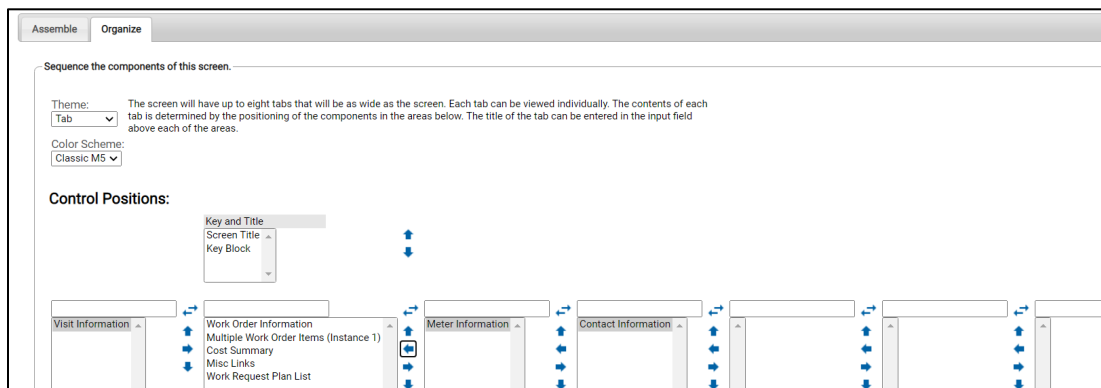 Assemble Organize
Sequence the components of this screen.
Theme:
Tab
The screen will have up to eight tabs that will be as wide as the screen. Each tab can be viewed individually. The contents of each
tab is determined by the positioning of the components in the areas below. The title of the tab can be entered in the input field
above each of the areas.
Color Scheme:
Classic M5
Control Positions:
Key and Title
Screen Title
Key Block
Visit Information
Work Order Information
Multiple Work Order Items (Instance 1)
Cost Summary
Misc Links
Work Request Plan List
Meter Information
Contact Information